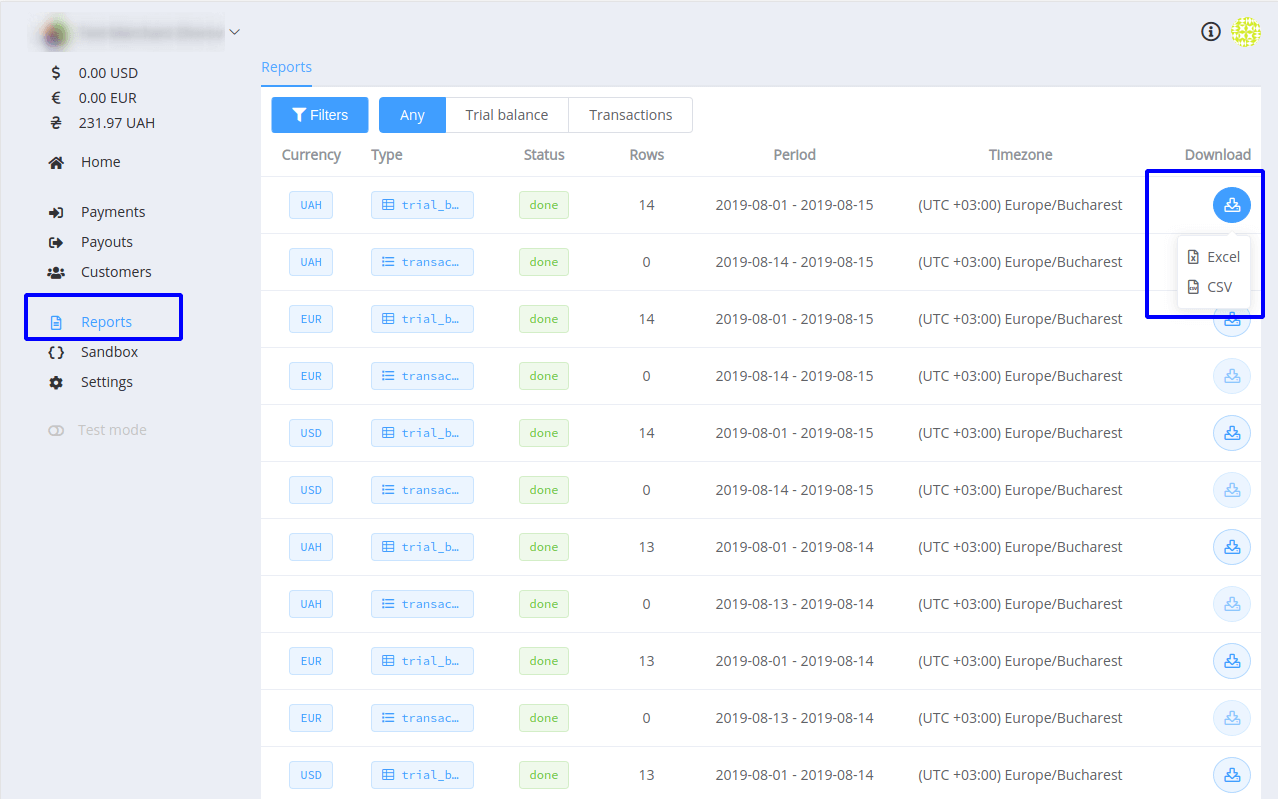 $ 0.00 USD
€ 0.00 EUR
₴ 231.97 UAH
Home
Payments
Payouts
Customers
Reports
Sandbox
Settings
Test mode
Reports
Filters Any Trial balance Transactions
Currency Type Status Rows Period Timezone Download
UAH trial_b… done 14 2019-08-01 - 2019-08-15 (UTC +03:00) Europe/Bucharest
UAH transac… done 0 2019-08-14 - 2019-08-15 (UTC +03:00) Europe/Bucharest
Excel
CSV
EUR trial_b… done 14 2019-08-01 - 2019-08-15 (UTC +03:00) Europe/Bucharest
EUR transac… done 0 2019-08-14 - 2019-08-15 (UTC +03:00) Europe/Bucharest
USD trial_b… done 14 2019-08-01 - 2019-08-15 (UTC +03:00) Europe/Bucharest
USD transac… done 0 2019-08-14 - 2019-08-15 (UTC +03:00) Europe/Bucharest
UAH trial_b… done 13 2019-08-01 - 2019-08-14 (UTC +03:00) Europe/Bucharest
UAH transac… done 0 2019-08-13 - 2019-08-14 (UTC +03:00) Europe/Bucharest
EUR trial_b… done 13 2019-08-01 - 2019-08-14 (UTC +03:00) Europe/Bucharest
EUR transac… done 0 2019-08-13 - 2019-08-14 (UTC +03:00) Europe/Bucharest
USD trial_b… done 13 2019-08-01 - 2019-08-14 (UTC +03:00) Europe/Bucharest